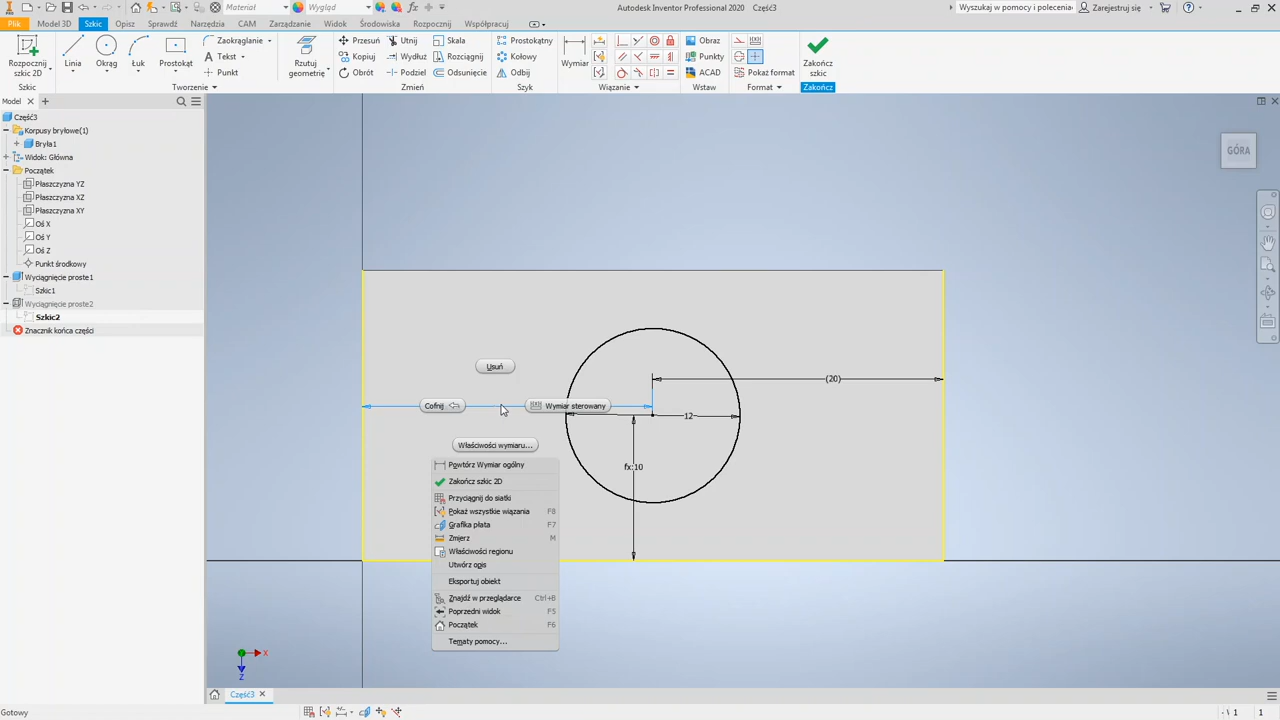 Materiał
Wygląd
Autodesk Inventor Professional 2020
Część3
Wyszukaj w pomocy i poleceniach
Zarejestruj się
Plik
Model 3D
Szkic
Opisz
Sprawdź
Narzędzia
CAM
Zarządzanie
Widok
Środowiska
Rozpocznij
Współpracuj
Rozpocznij szkic 2D
Linia
Okrąg
Łuk
Prostokąt
Zaokrąglanie
Tekst
Punkt
Rzutuj geometrię
Przesuń
Kopiuj
Obrót
Utnij
Wydłuż
Podziel
Skala
Rozciągnij
Odsunięcie
Prostokątny
Kołowy
Odbij
Wymiar
Obraz
Punkty
ACAD
Pokaż format
Zakończ szkic
Szkic
Tworzenie
Zmień
Szyk
Wiązanie
Wstaw
Format
Zakończ
Model
Część3
Korpusy bryłowe(1)
Bryła1
Widok: Główna
Początek
Płaszczyzna YZ
Płaszczyzna XZ
Płaszczyzna XY
Oś X
Oś Y
Oś Z
Punkt środkowy
Wyciągnięcie proste1
Szkic1
Wyciągnięcie proste2
Szkic2
Znacznik końca części
GÓRA
Usuń
(20)
Cofnij
Wymiar sterowany
12
Właściwości wymiaru...
fx:10
Powtórz Wymiar ogólny
Zakończ szkic 2D
Przyciągnij do siatki
Pokaż wszystkie wiązania F8
Grafika płata F7
Zmierz M
Właściwości regionu
Utwórz opis
Eksportuj obiekt
Znajdź w przeglądarce Ctrl+B
Poprzedni widok F5
Początek F6
Tematy pomocy...
X
Z
Część3
Gotowy
1 1